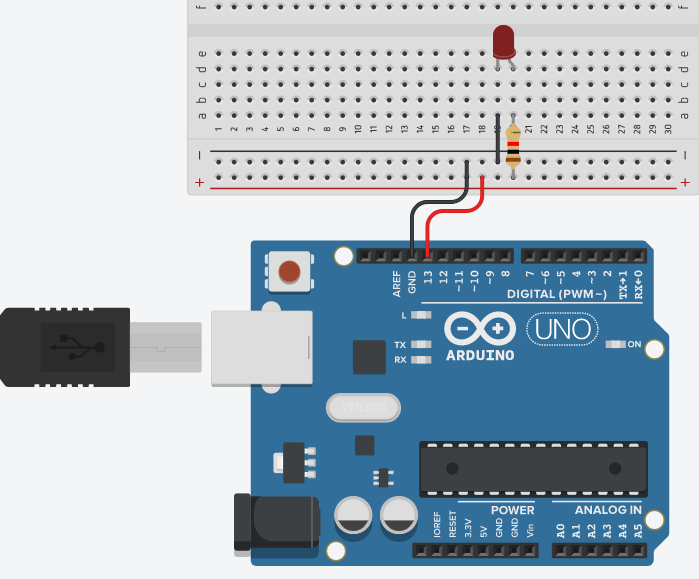 f f
e e
d d
c c
b b
a a
1 2 3 4 5 6 7 8 9 10 11 12 13 14 15 16 17 18 19 21 22 23 24 25 26 27 28 29 30
− −
+ +
AREF GND 13 12 ~11 ~10 ~9 8 7 ~6 ~5 4 ~3 2 TX→1 RX←0
DIGITAL (PWM~)
L
TX
RX
UNO
ON
ARDUINO
POWER ANALOG IN
IOREF RESET 3.3V 5V GND GND Vin A0 A1 A2 A3 A4 A5